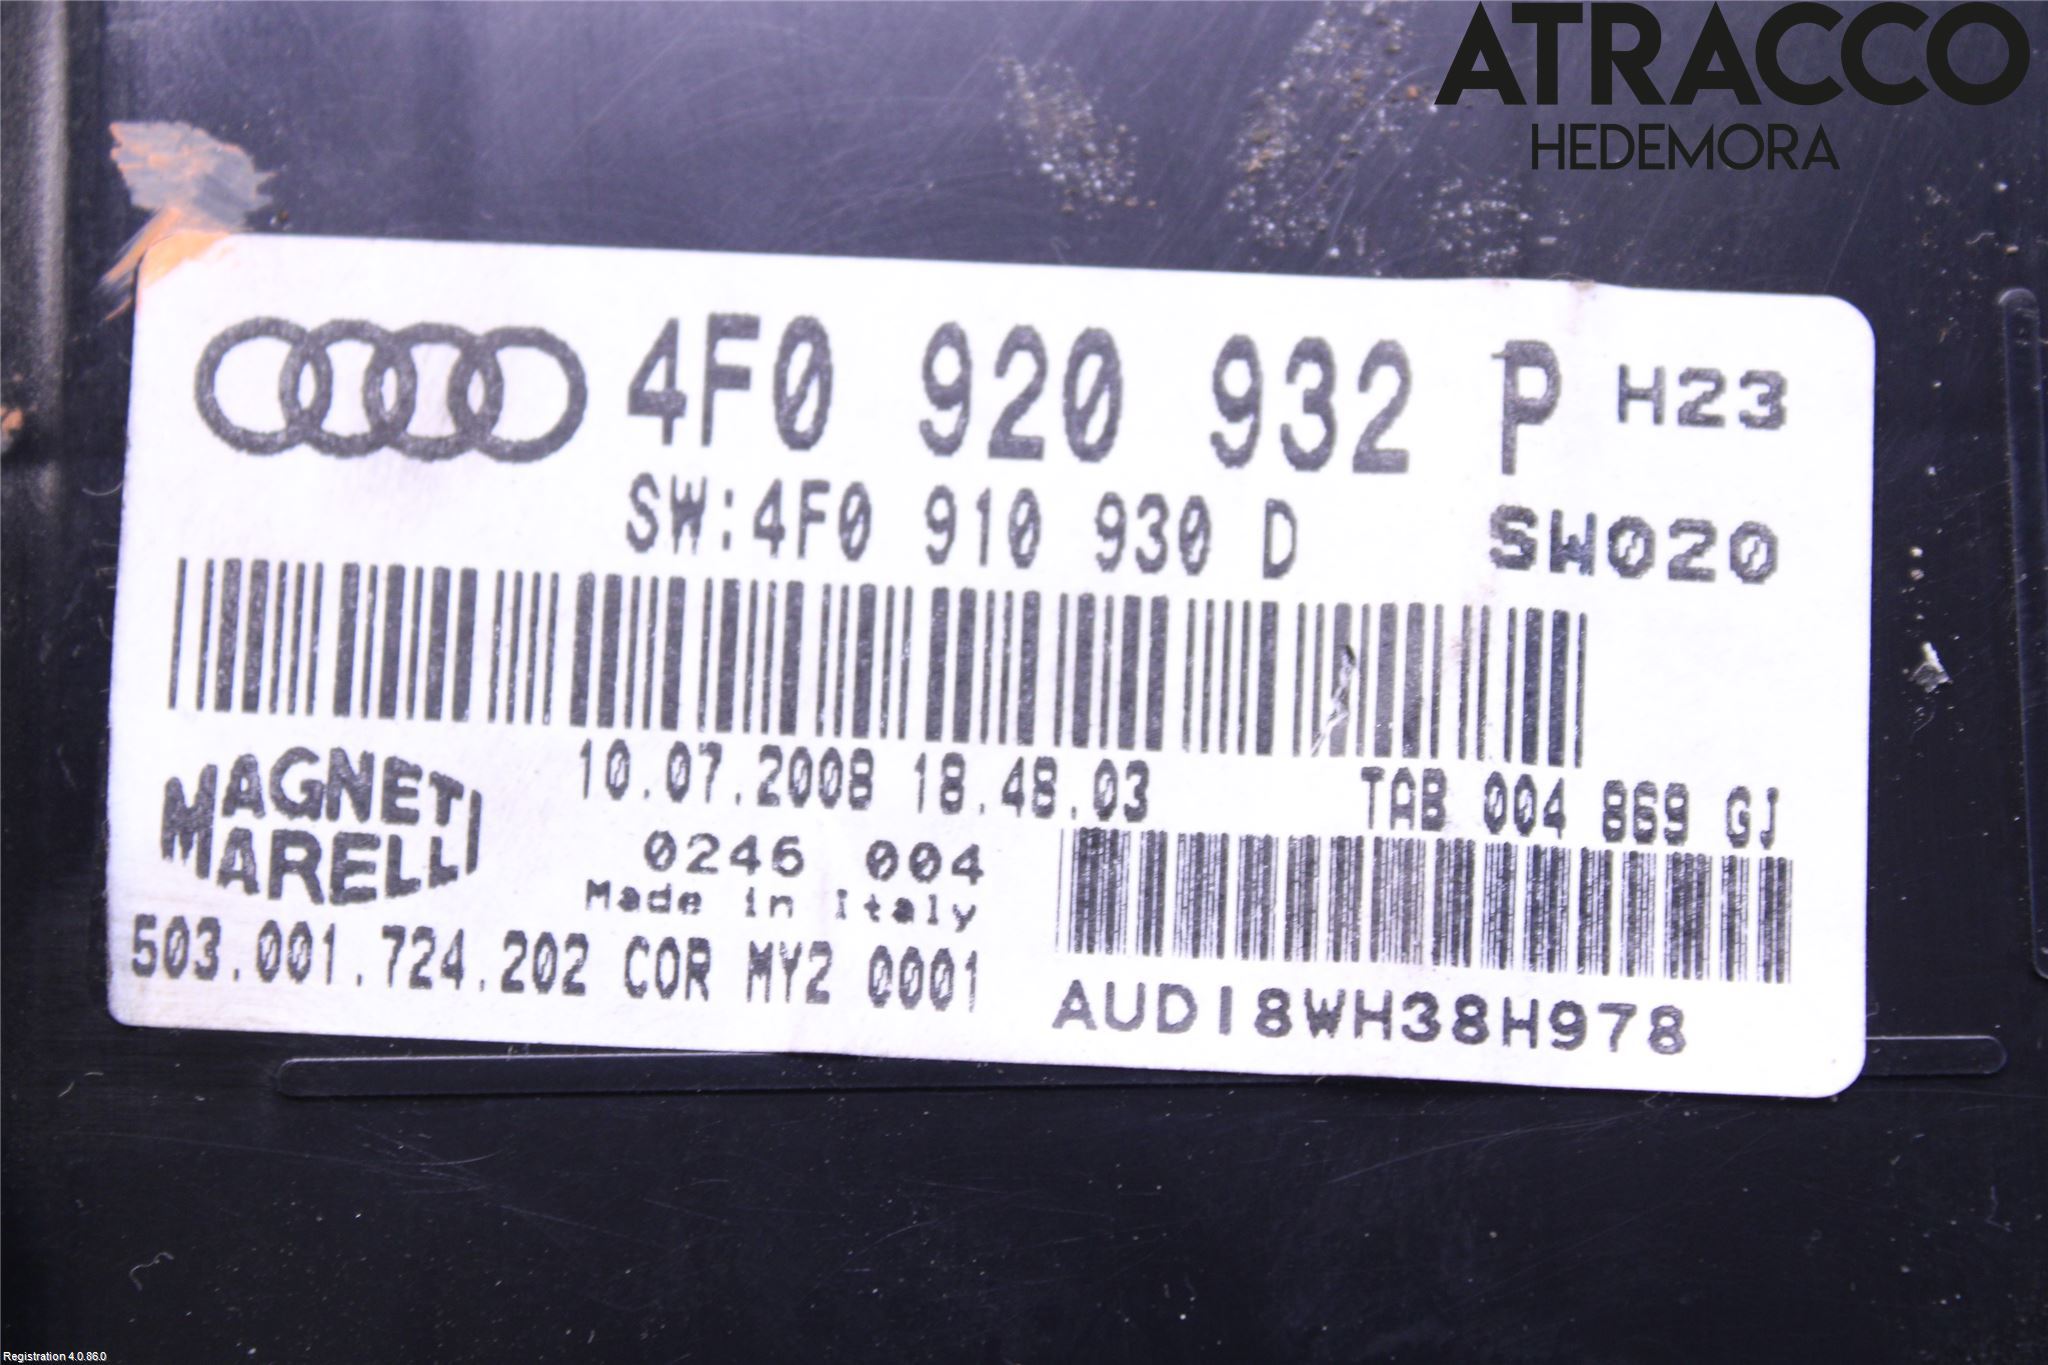 ATRACCO
HEDEMORA
4F0 920 932 P H23
SW:4F0 910 930 D SW020
10.07.2008 18.48.03 TAB 004 869 GJ
MAGNETI
MARELLI
0246 004
Made in Italy
503.001.724.202 COR MY2 0001
AUDI8WH38H978
Registration 4.0.86.0